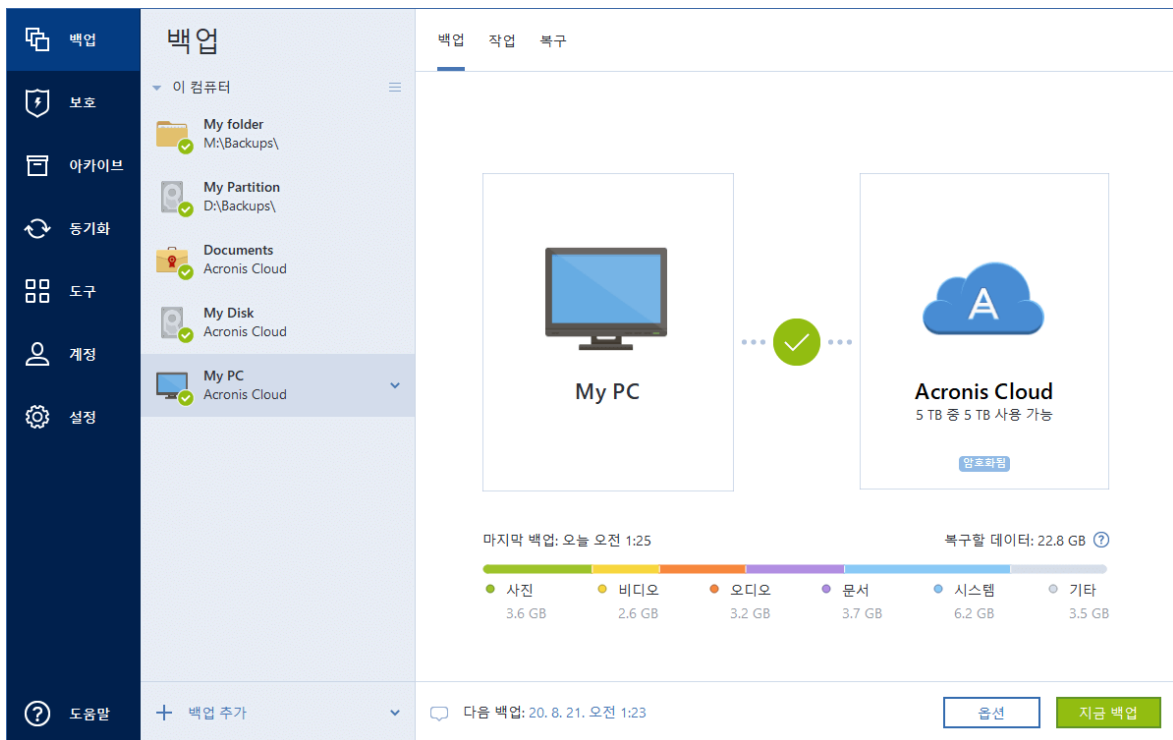 백업
보호
아카이브
동기화
도구
계정
설정
도움말
백업
이 컴퓨터
My folder
M:\Backups\
My Partition
D:\Backups\
Documents
Acronis Cloud
My Disk
Acronis Cloud
My PC
Acronis Cloud
백업 추가
백업 작업 복구
My PC
A
Acronis Cloud
5 TB 중 5 TB 사용 가능
암호화됨
마지막 백업: 오늘 오전 1:25
복구할 데이터: 22.8 GB ?
사진 비디오 오디오 문서 시스템 기타
3.6 GB 2.6 GB 3.2 GB 3.7 GB 6.2 GB 3.5 GB
다음 백업: 20. 8. 21. 오전 1:23
옵션
지금 백업